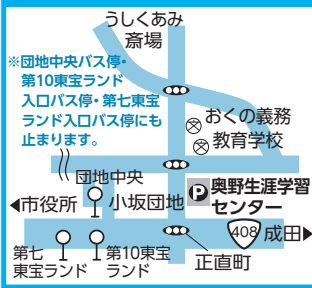 うしくあみ
斎場
※団地中央バス停・
第10東宝ランド
入口バス停・第七東宝
ランド入口バス停にも
止まります。
おくの義務
教育学校
団地中央
◀市役所
小坂団地
P
奥野生涯学習
センター
408
成田▶
第七
東宝ランド
第10東宝
ランド
正直町